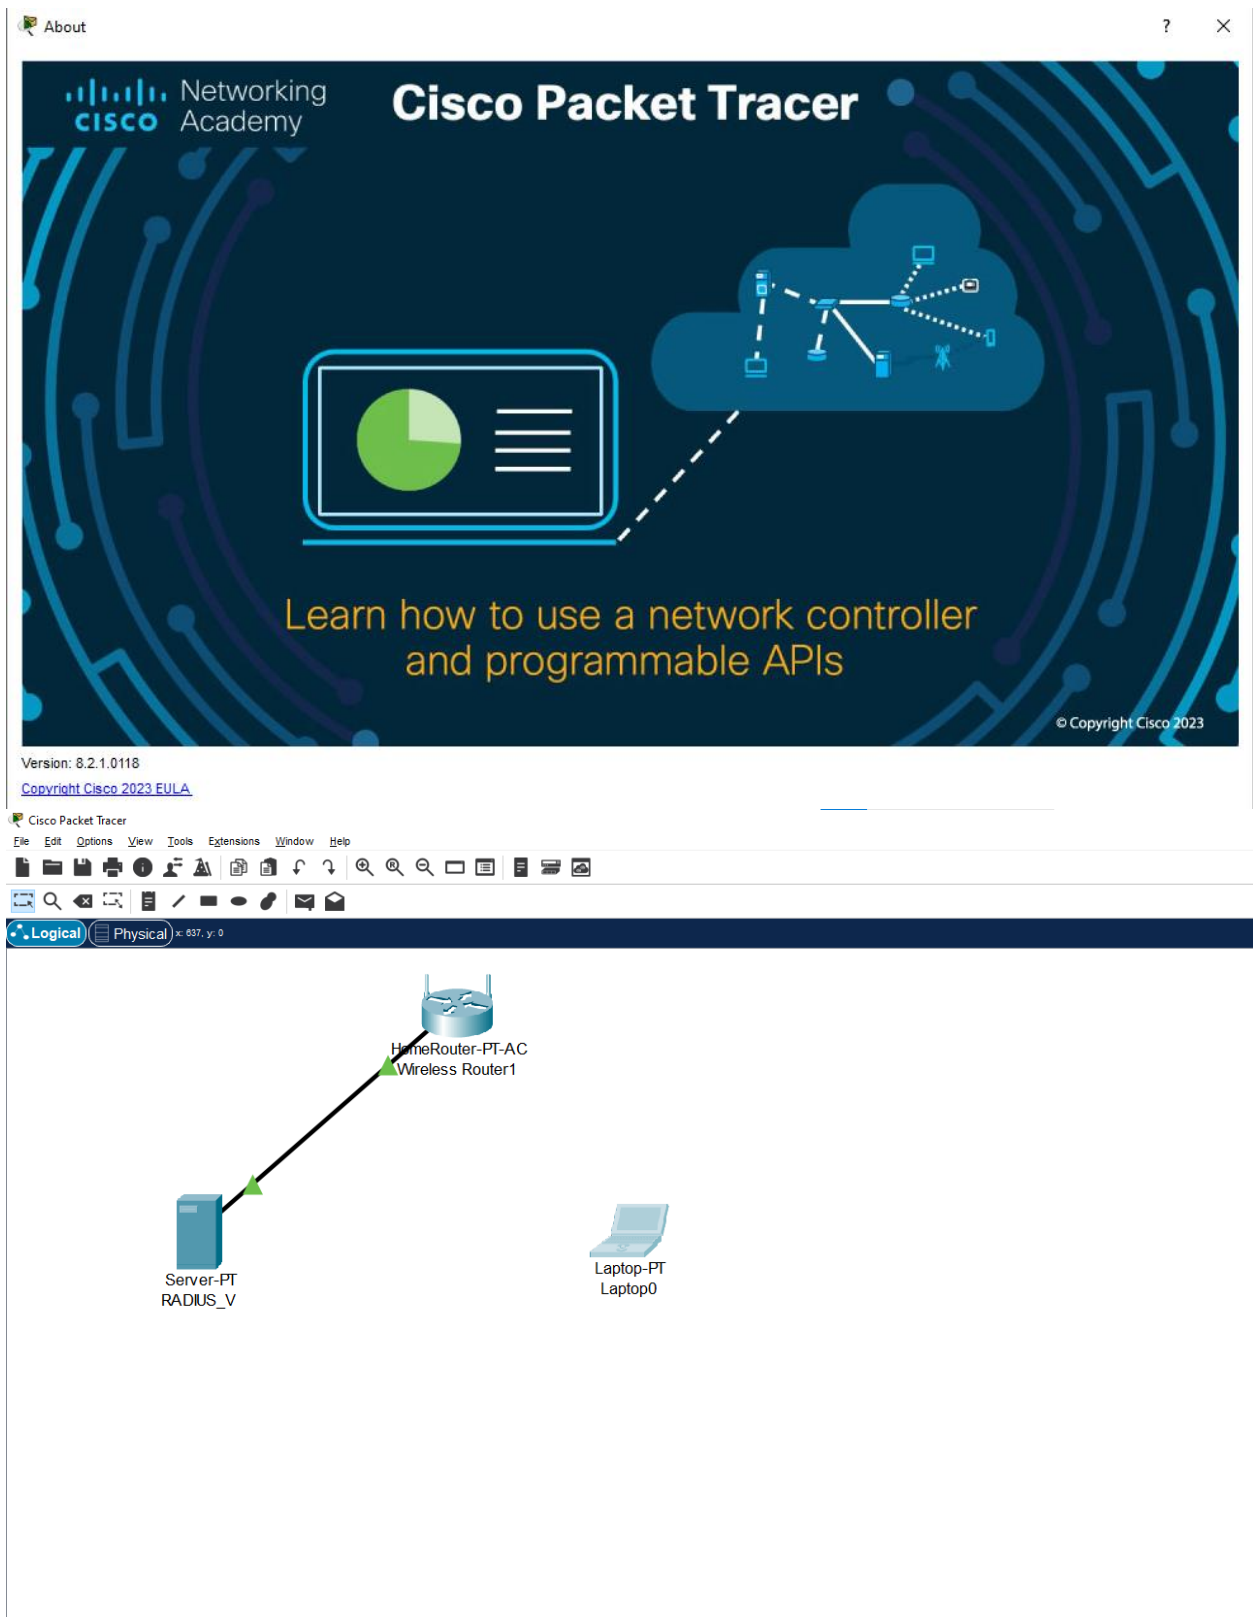 About
?
Networking
Academy
CISCO
Cisco Packet Tracer
Learn how to use a network controller
and programmable APIs
© Copyright Cisco 2023
Version: 8.2.1.0118
Copyright Cisco 2023 EULA
Cisco Packet Tracer
File Edit Options View Tools Extensions Window Help
Logical Physical x: 637, y: 0
HomeRouter-PT-AC
Wireless Router1
Server-PT
RADIUS_V
Laptop-PT
Laptop0